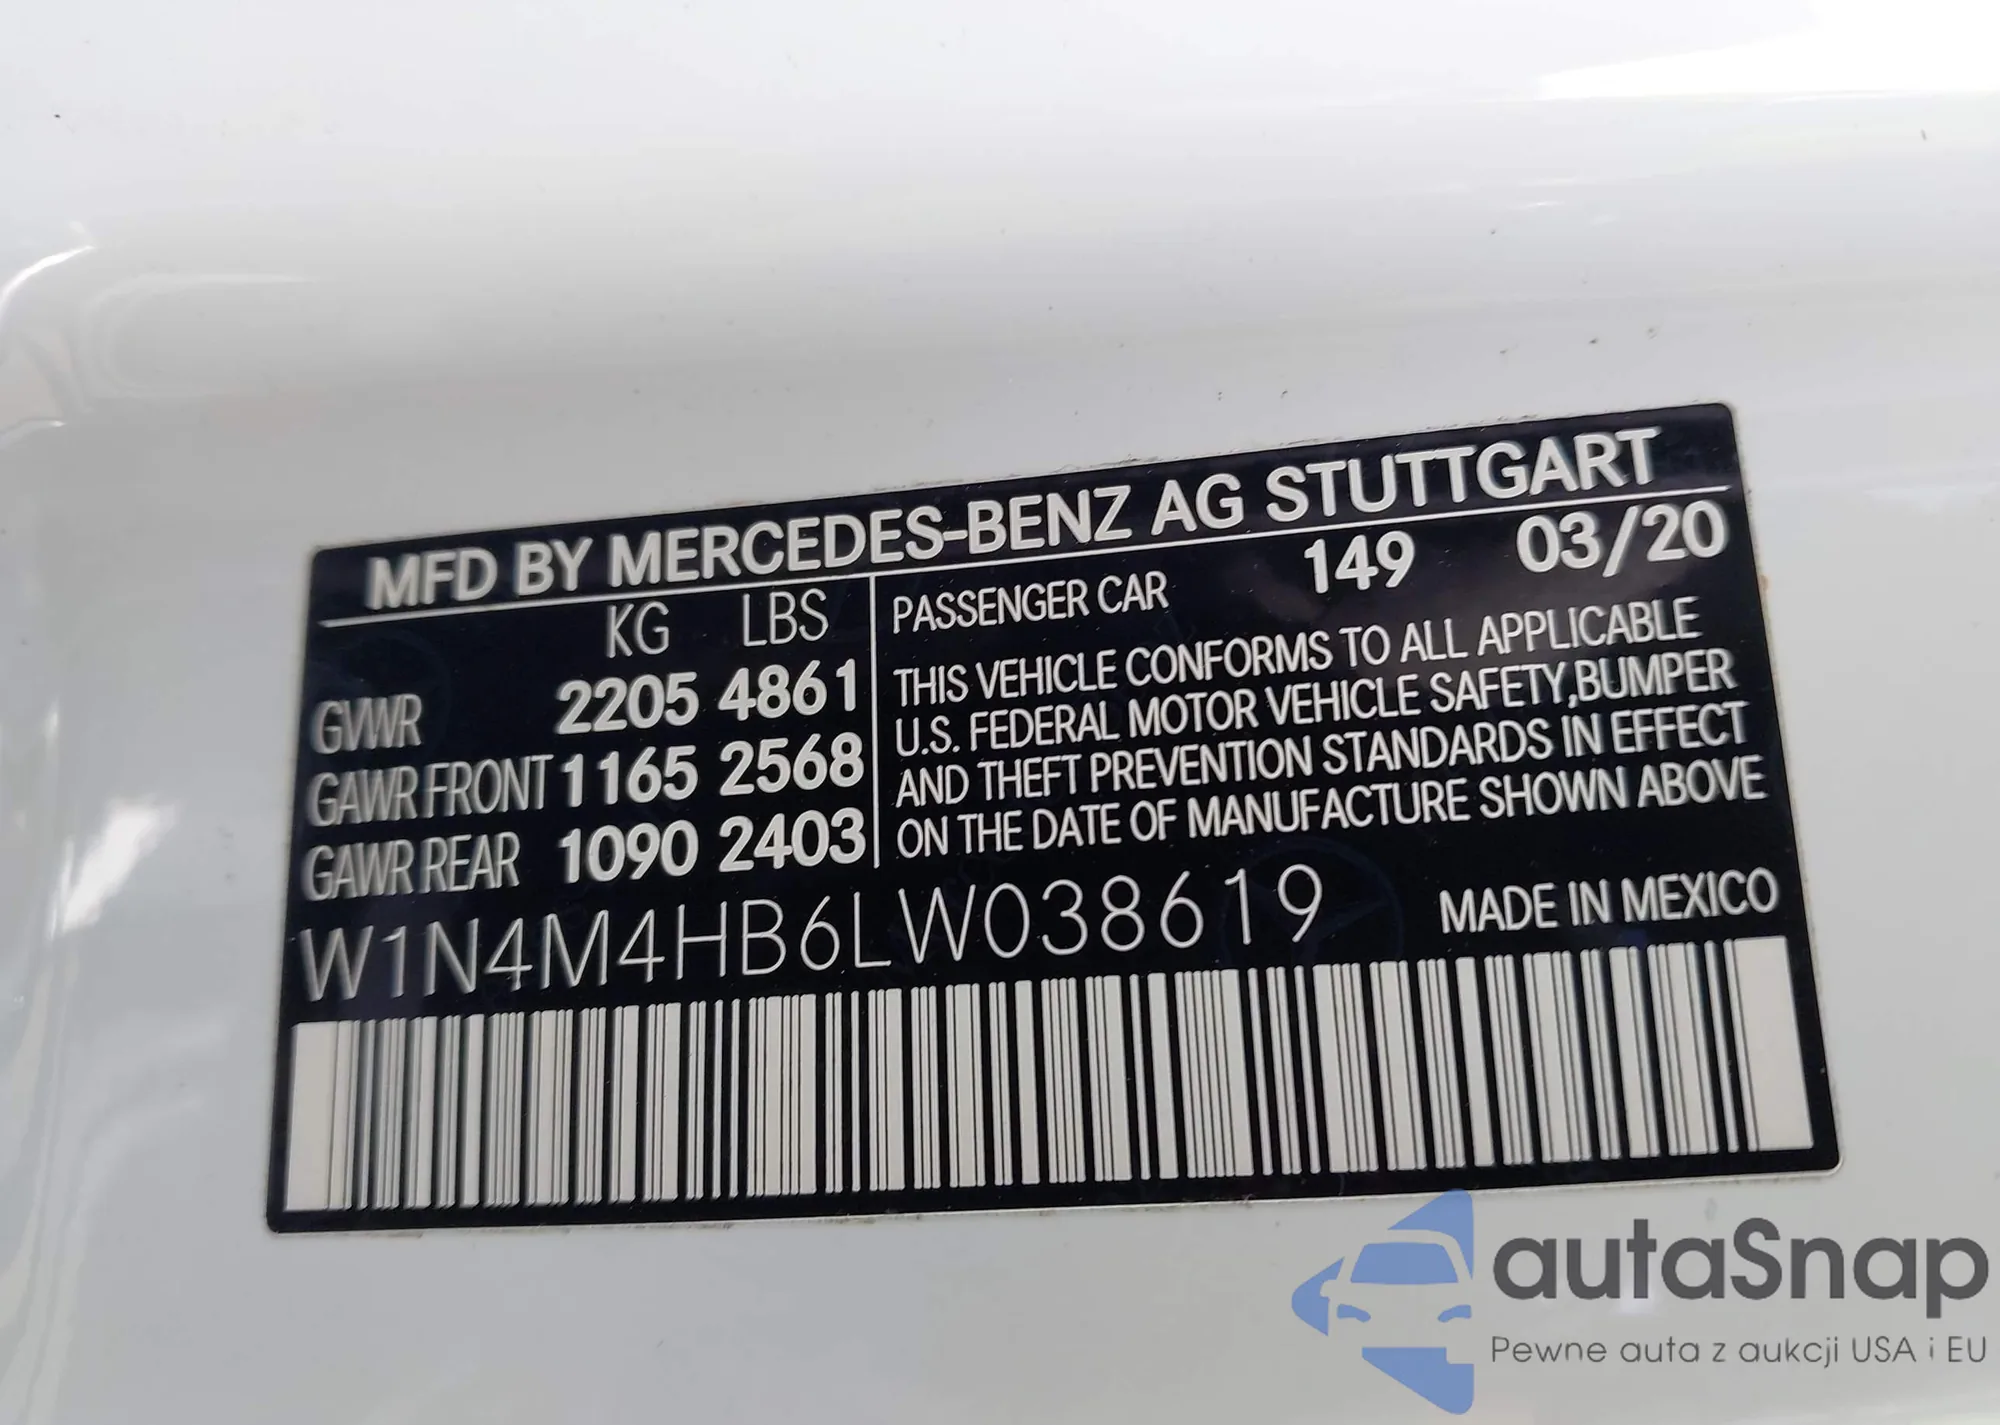 MFD BY MERCEDES-BENZ AG STUTTGART
KG LBS
GVWR 2205 4861
GAWR FRONT 1165 2568
GAWR REAR 1090 2403
PASSENGER CAR 149 03/20
THIS VEHICLE CONFORMS TO ALL APPLICABLE
U.S. FEDERAL MOTOR VEHICLE SAFETY,BUMPER
AND THEFT PREVENTION STANDARDS IN EFFECT
ON THE DATE OF MANUFACTURE SHOWN ABOVE
W1N4M4HB6LW038619 MADE IN MEXICO
autaSnap
Pewne auta z aukcji USA i EU